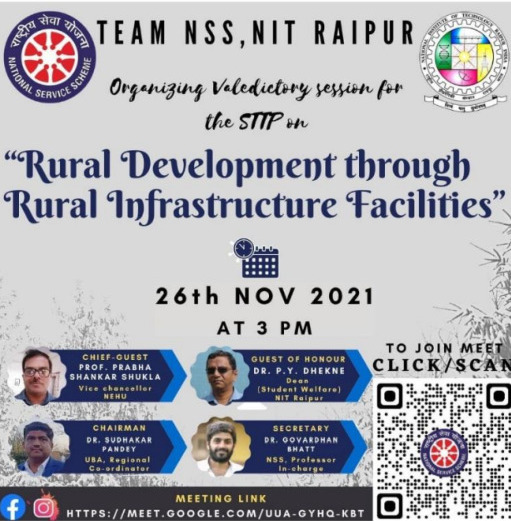 राष्ट्रीय सेवा योजना
NATIONAL SERVICE SCHEME
TEAM NSS,NIT RAIPUR
Organizing Valedictory session for
the STTP on
“Rural Development through
Rural Infrastructure Facilities”
26th NOV 2021
AT 3 PM
CHIEF-GUEST
PROF. PRABHA
SHANKAR SHUKLA
Vice chancellor
NEHU
GUEST OF HONOUR
DR. P.Y. DHEKNE
Dean
(Student Welfare)
NIT Raipur
CHAIRMAN
DR. SUDHAKAR
PANDEY
UBA, Regional
Co-ordinator
SECRETARY
DR. GOVARDHAN
BHATT
NSS, Professor
In-charge
TO JOIN MEET
CLICK/SCAN
MEETING LINK
HTTPS://MEET.GOOGLE.COM/UUA-GYHQ-KBT